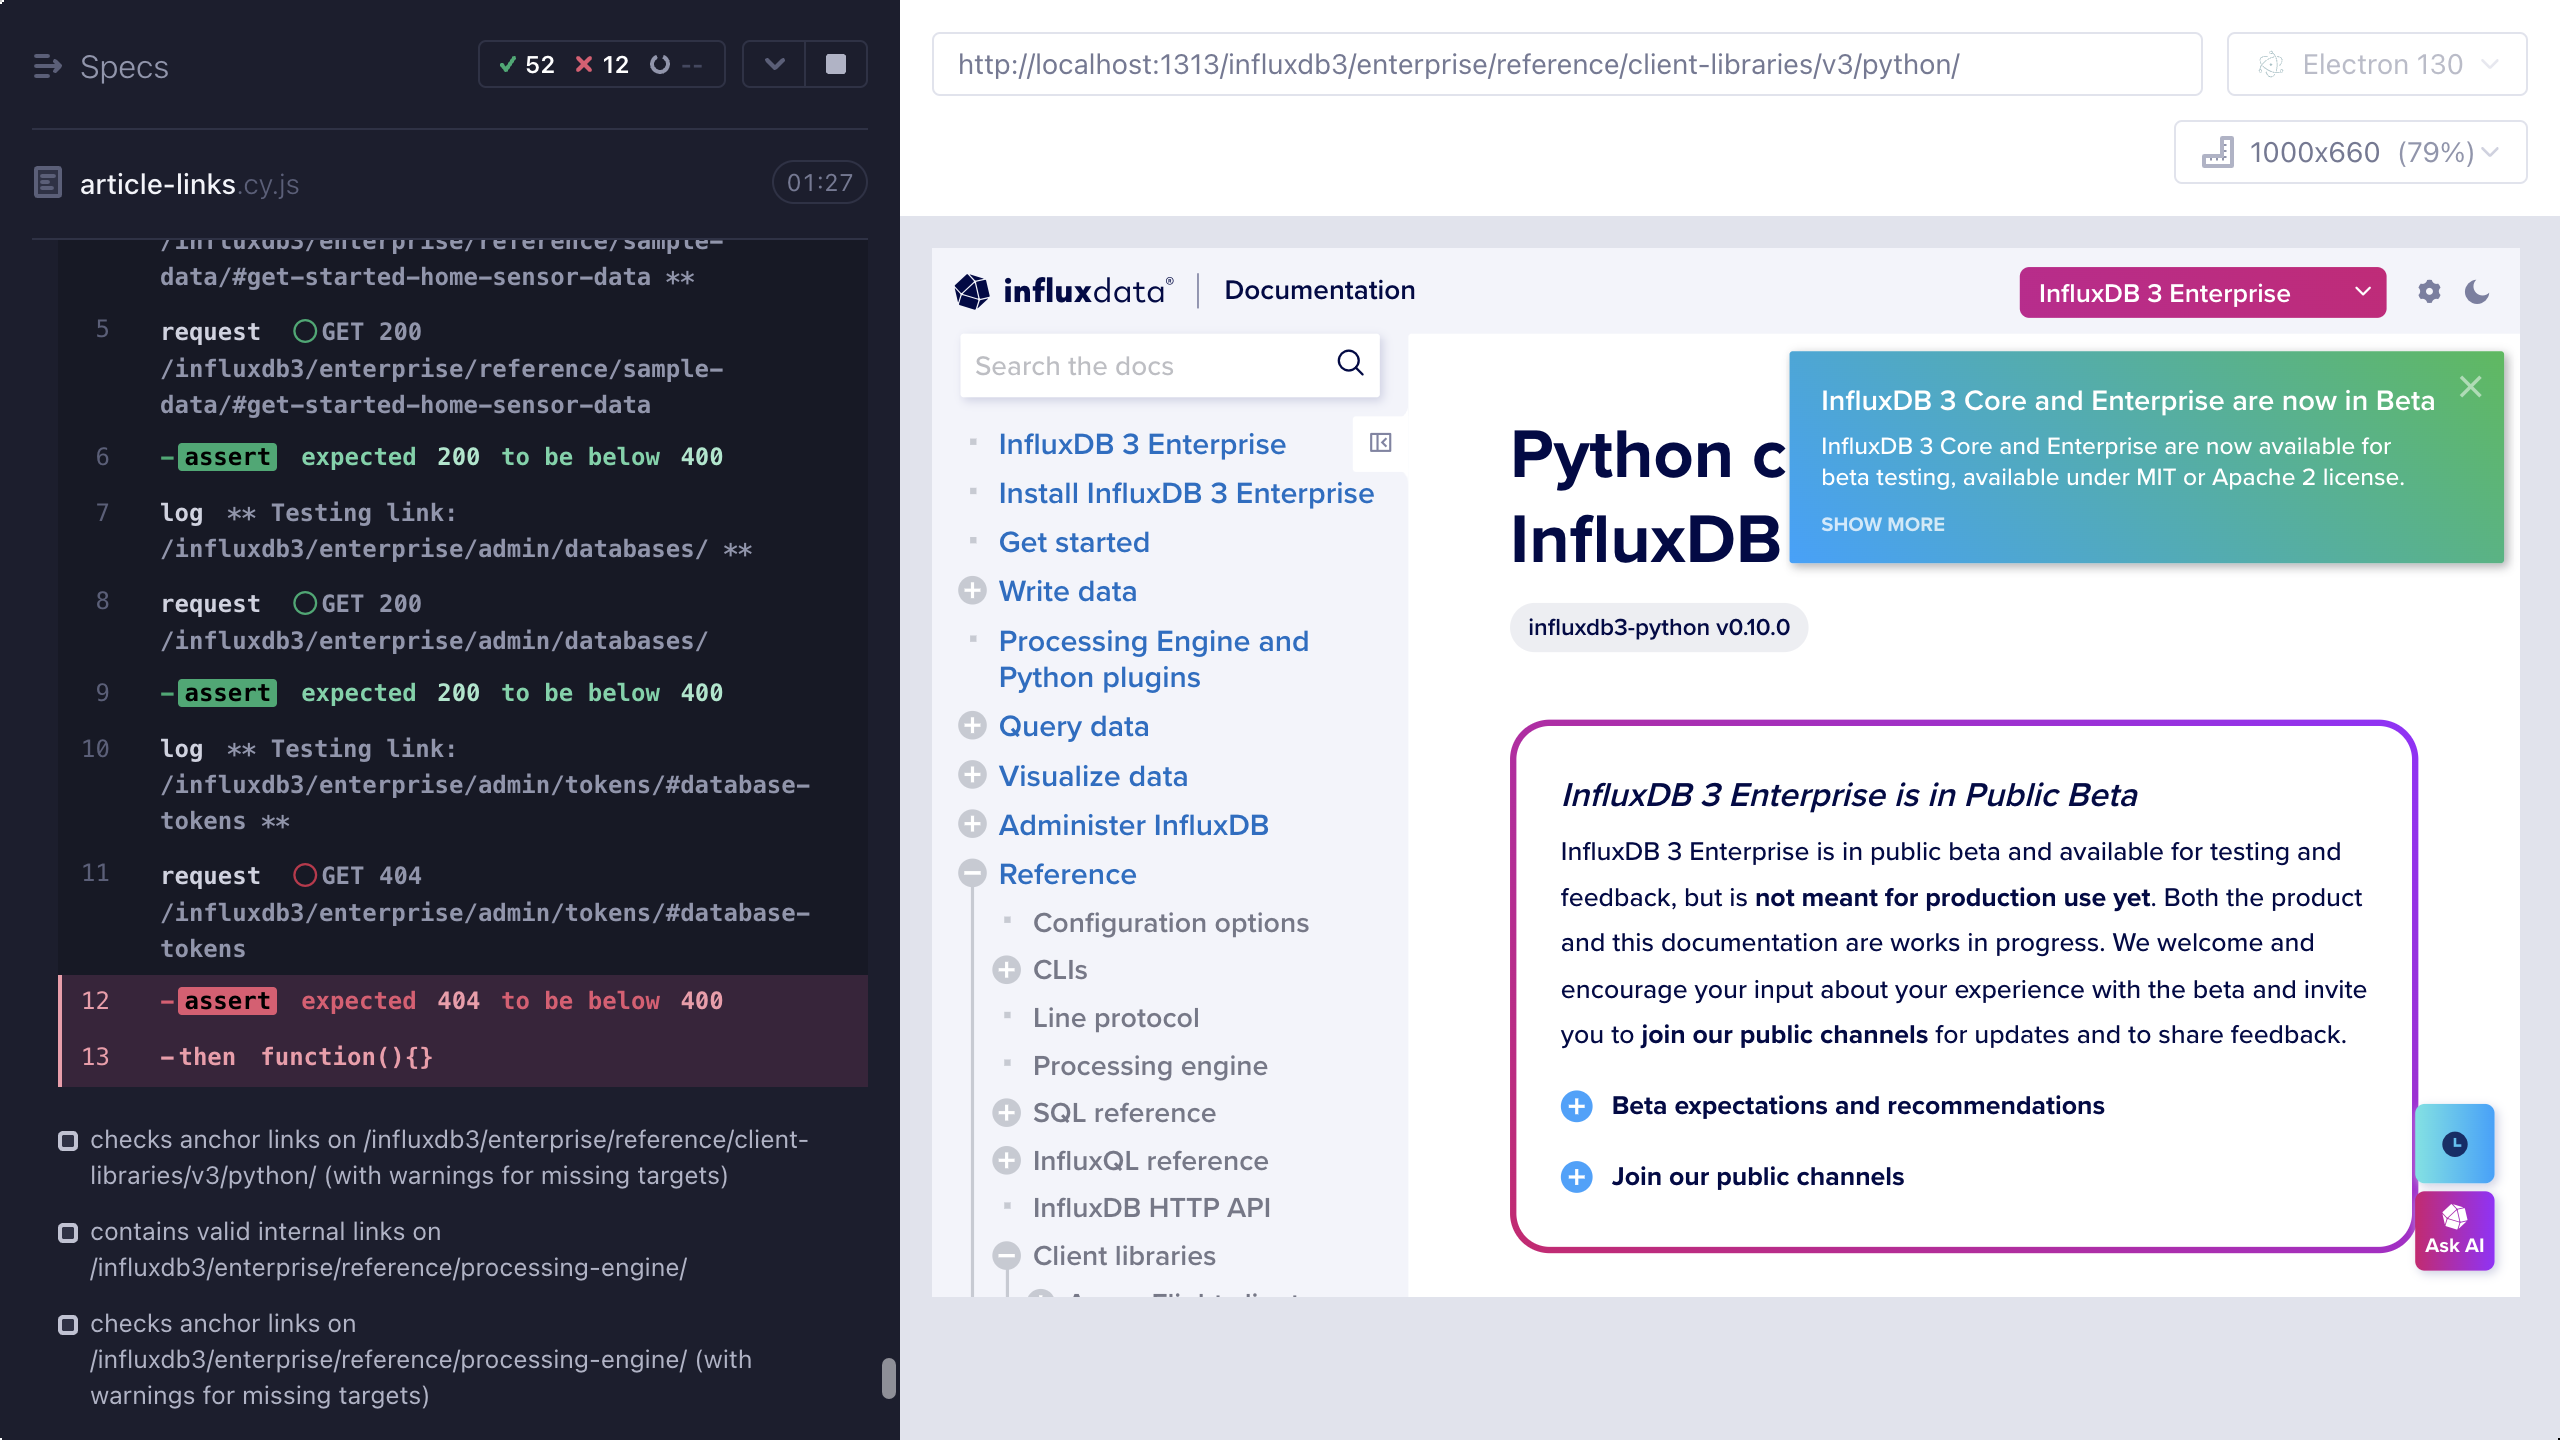 Specs
52 12 --
article-links.cy.js
01:27
/influxdb3/enterprise/reference/sample-
data/#get-started-home-sensor-data **
5 request GET 200
/influxdb3/enterprise/reference/sample-
data/#get-started-home-sensor-data
6 -assert expected 200 to be below 400
7 log ** Testing link:
/influxdb3/enterprise/admin/databases/ **
8 request GET 200
/influxdb3/enterprise/admin/databases/
9 -assert expected 200 to be below 400
10 log ** Testing link:
/influxdb3/enterprise/admin/tokens/#database-
tokens **
11 request GET 404
/influxdb3/enterprise/admin/tokens/#database-
tokens
12 -assert expected 404 to be below 400
13 -then function(){}
checks anchor links on /influxdb3/enterprise/reference/client-
libraries/v3/python/ (with warnings for missing targets)
contains valid internal links on
/influxdb3/enterprise/reference/processing-engine/
checks anchor links on
/influxdb3/enterprise/reference/processing-engine/ (with
warnings for missing targets)
http://localhost:1313/influxdb3/enterprise/reference/client-libraries/v3/python/
Electron 130
1000x660 (79%)
influxdata® Documentation
InfluxDB 3 Enterprise
Search the docs
InfluxDB 3 Enterprise
Install InfluxDB 3 Enterprise
Get started
Write data
Processing Engine and
Python plugins
Query data
Visualize data
Administer InfluxDB
Reference
Configuration options
CLIs
Line protocol
Processing engine
SQL reference
InfluxQL reference
InfluxDB HTTP API
Client libraries
Python c
InfluxDB
influxdb3-python v0.10.0
InfluxDB 3 Core and Enterprise are now in Beta
InfluxDB 3 Core and Enterprise are now available for
beta testing, available under MIT or Apache 2 license.
SHOW MORE
InfluxDB 3 Enterprise is in Public Beta
InfluxDB 3 Enterprise is in public beta and available for testing and
feedback, but is not meant for production use yet. Both the product
and this documentation are works in progress. We welcome and
encourage your input about your experience with the beta and invite
you to join our public channels for updates and to share feedback.
Beta expectations and recommendations
Join our public channels
Ask AI